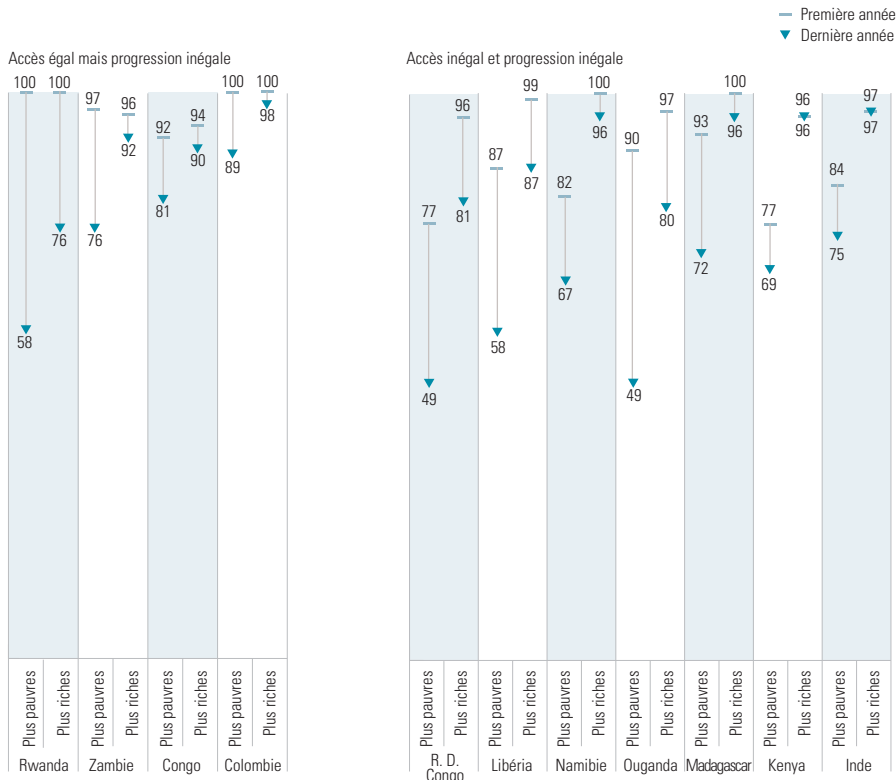 Première année
Dernière année
Accès égal mais progression inégale
100 100 97 96 92 94 100 100
58 76 76 92 81 90 89 98
Plus pauvres Plus riches Plus pauvres Plus riches Plus pauvres Plus riches Plus pauvres Plus riches
Rwanda Zambie Congo Colombie
Accès inégal et progression inégale
77 96 87 99 82 100 90 97 93 100 77 96 84 97
49 81 58 87 67 96 49 80 72 96 69 96 75 97
Plus pauvres Plus riches Plus pauvres Plus riches Plus pauvres Plus riches Plus pauvres Plus riches Plus pauvres Plus riches Plus pauvres Plus riches Plus pauvres Plus riches
R. D. Congo Libéria Namibie Ouganda Madagascar Kenya Inde